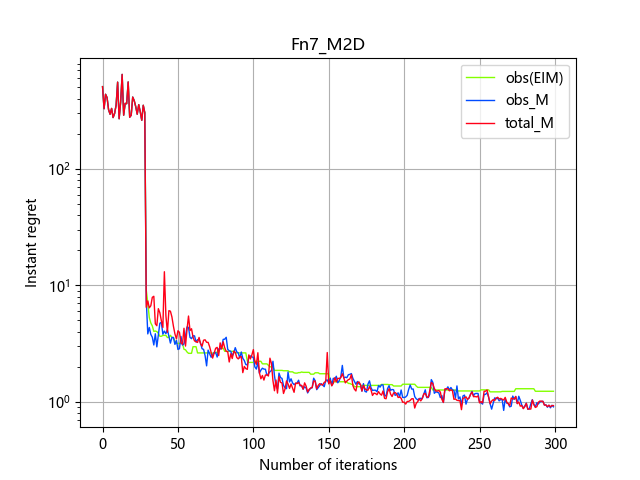 Fn7_M2D
obs(EIM)
obs_M
total_M
Instant regret
10²
10¹
10⁰
0 50 100 150 200 250 300
Number of iterations